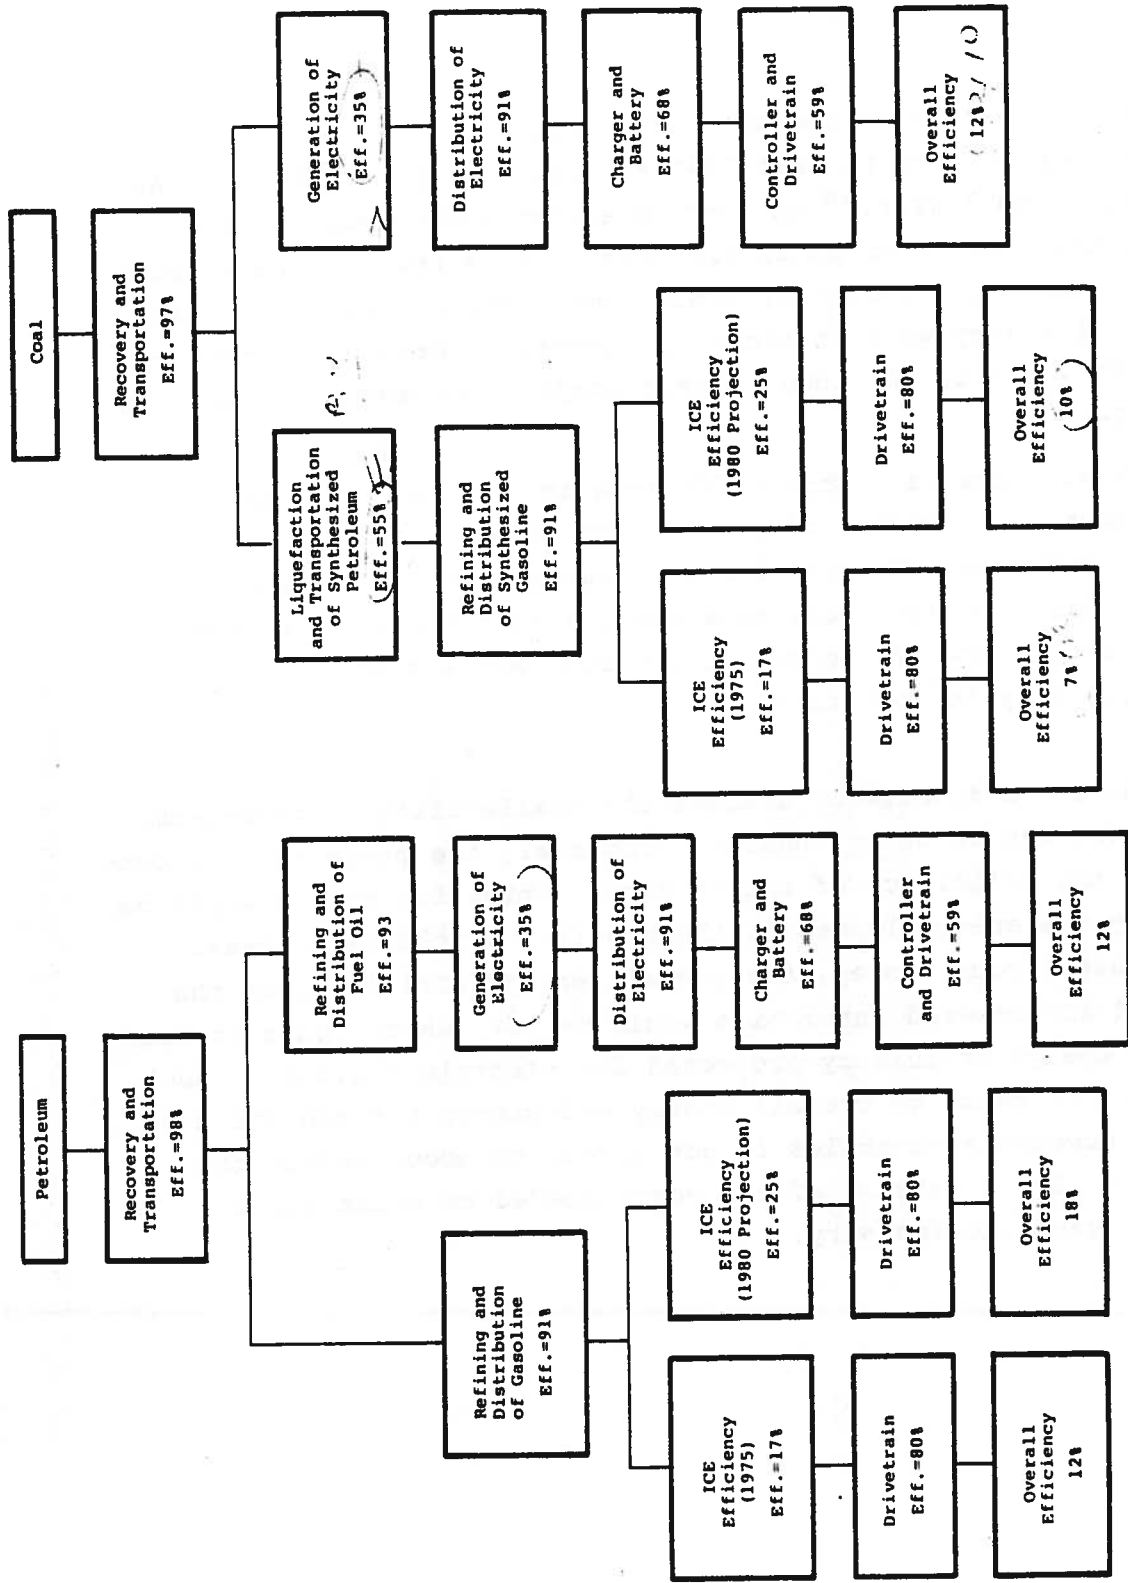 Petroleum
Recovery and
Transportation
Eff.=98%
Refining and
Distribution
of Gasoline
Eff.=91%
ICE
Efficiency
(1975)
Eff.=17%
Drivetrain
Eff.=80%
Overall
Efficiency
12%
ICE
Efficiency
(1980 Projection)
Eff.=25%
Drivetrain
Eff.=80%
Overall
Efficiency
18%
Refining and
Distribution of
Fuel Oil
Eff.=93
Generation of
Electricity
Eff.=35%
Distribution of
Electricity
Eff.=91%
Charger and
Battery
Eff.=68%
Controller
and Drivetrain
Eff.=59%
Overall
Efficiency
12%
Coal
Recovery and
Transportation
Eff.=97%
Liquefaction
and Transportation
of Synthesized
Petroleum
Eff.=55%
Refining and
Distribution
of Synthesized
Gasoline
Eff.=91%
ICE
Efficiency
(1975)
Eff.=17%
Drivetrain
Eff.=80%
Overall
Efficiency
7%
ICE
Efficiency
(1980 Projection)
Eff.=25%
Drivetrain
Eff.=80%
Overall
Efficiency
10%
Generation of
Electricity
Eff.=35%
Distribution of
Electricity
Eff.=91%
Charger and
Battery
Eff.=68%
Controller and
Drivetrain
Eff.=59%
Overall
Efficiency
12%